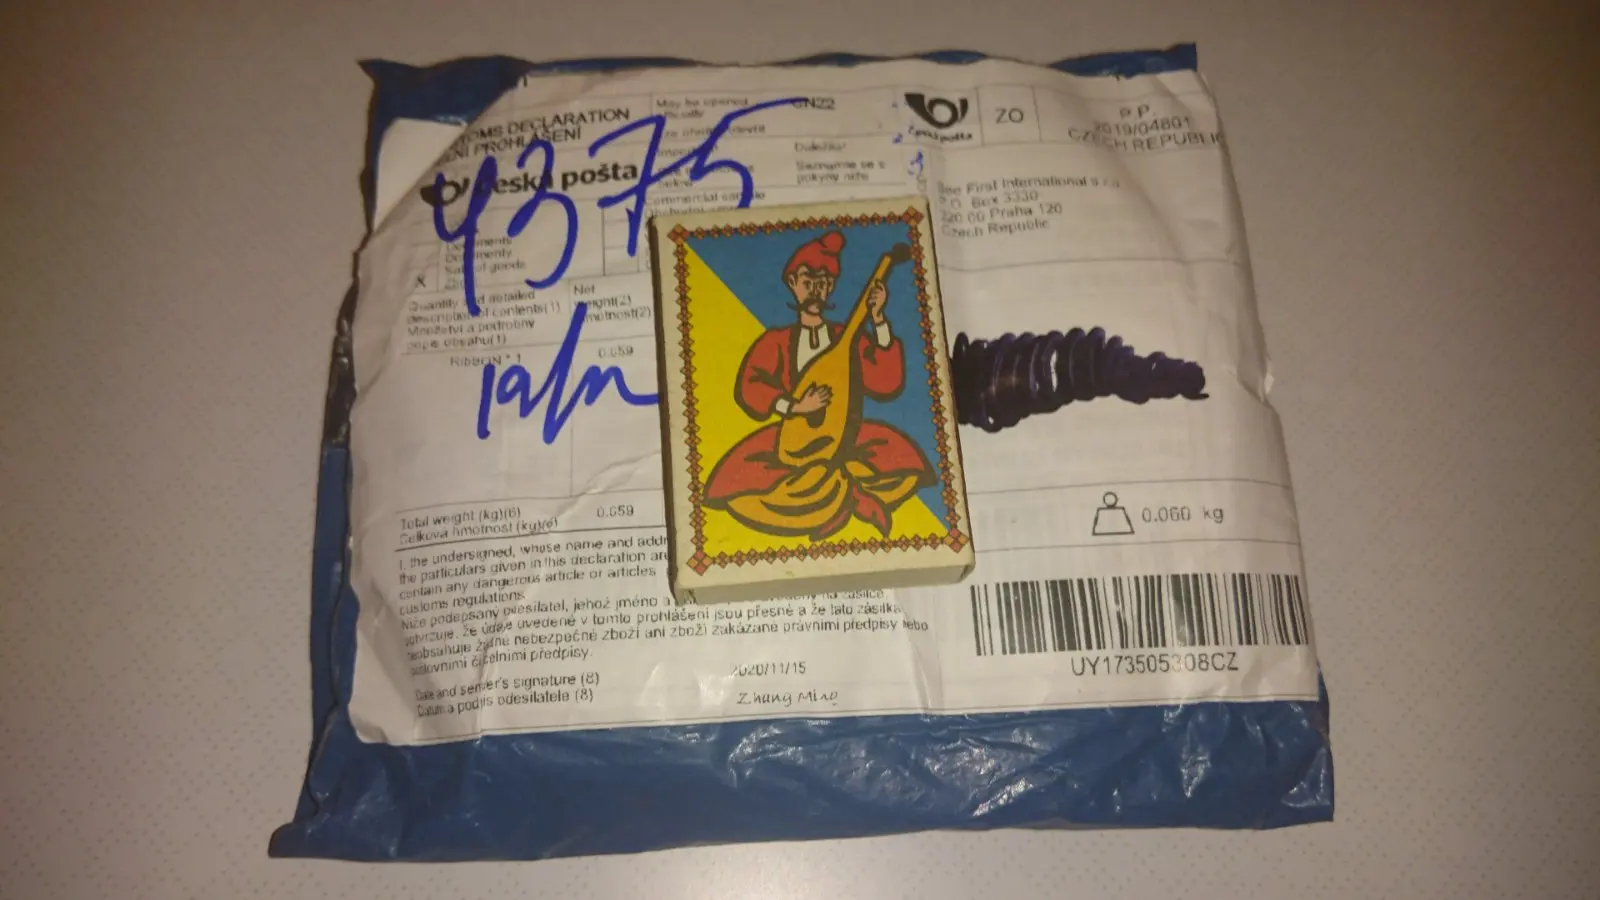 TOMS DECLARATION
NÍ PROHLÁŠENÍ
May be opened
CN22
Česká pošta
4375
Důležité!
Seznamte se s
pokyny níže
Commercial sample
Documents
Dokumenty
Sale of goods
X
Quantity and detailed
description of contents(1)
Množství a podrobný
popis obsahu(1)
Net
weight(2)
hmotnost(2)
Ribbon * 1
0.059
Total weight (kg)(6)
Celková hmotnost (kg)(6)
0.059
I, the undersigned, whose name and addr
the particulars given in this declaration are
contain any dangerous article or articles
customs regulations.
Níže podepsaný odesílatel, jehož jméno a
zásilce,
potvrzuje, že údaje uvedené v tomto prohlášení jsou přesné a že tato zásilka
neobsahuje žádné nebezpečné zboží ani zboží zakázané právními předpisy nebo
celními předpisy.
Date and sender's signature (8)
Datum a podpis odesílatele (8)
2020/11/15
Zhang Ming
Česká pošta
ZO
P.P.
2019/04801
CZECH REPUBLIC
Bee First International s.r.o
P.O. Box 3330
220 00 Praha 120
Czech Republic
0.060 kg
UY173505308CZ